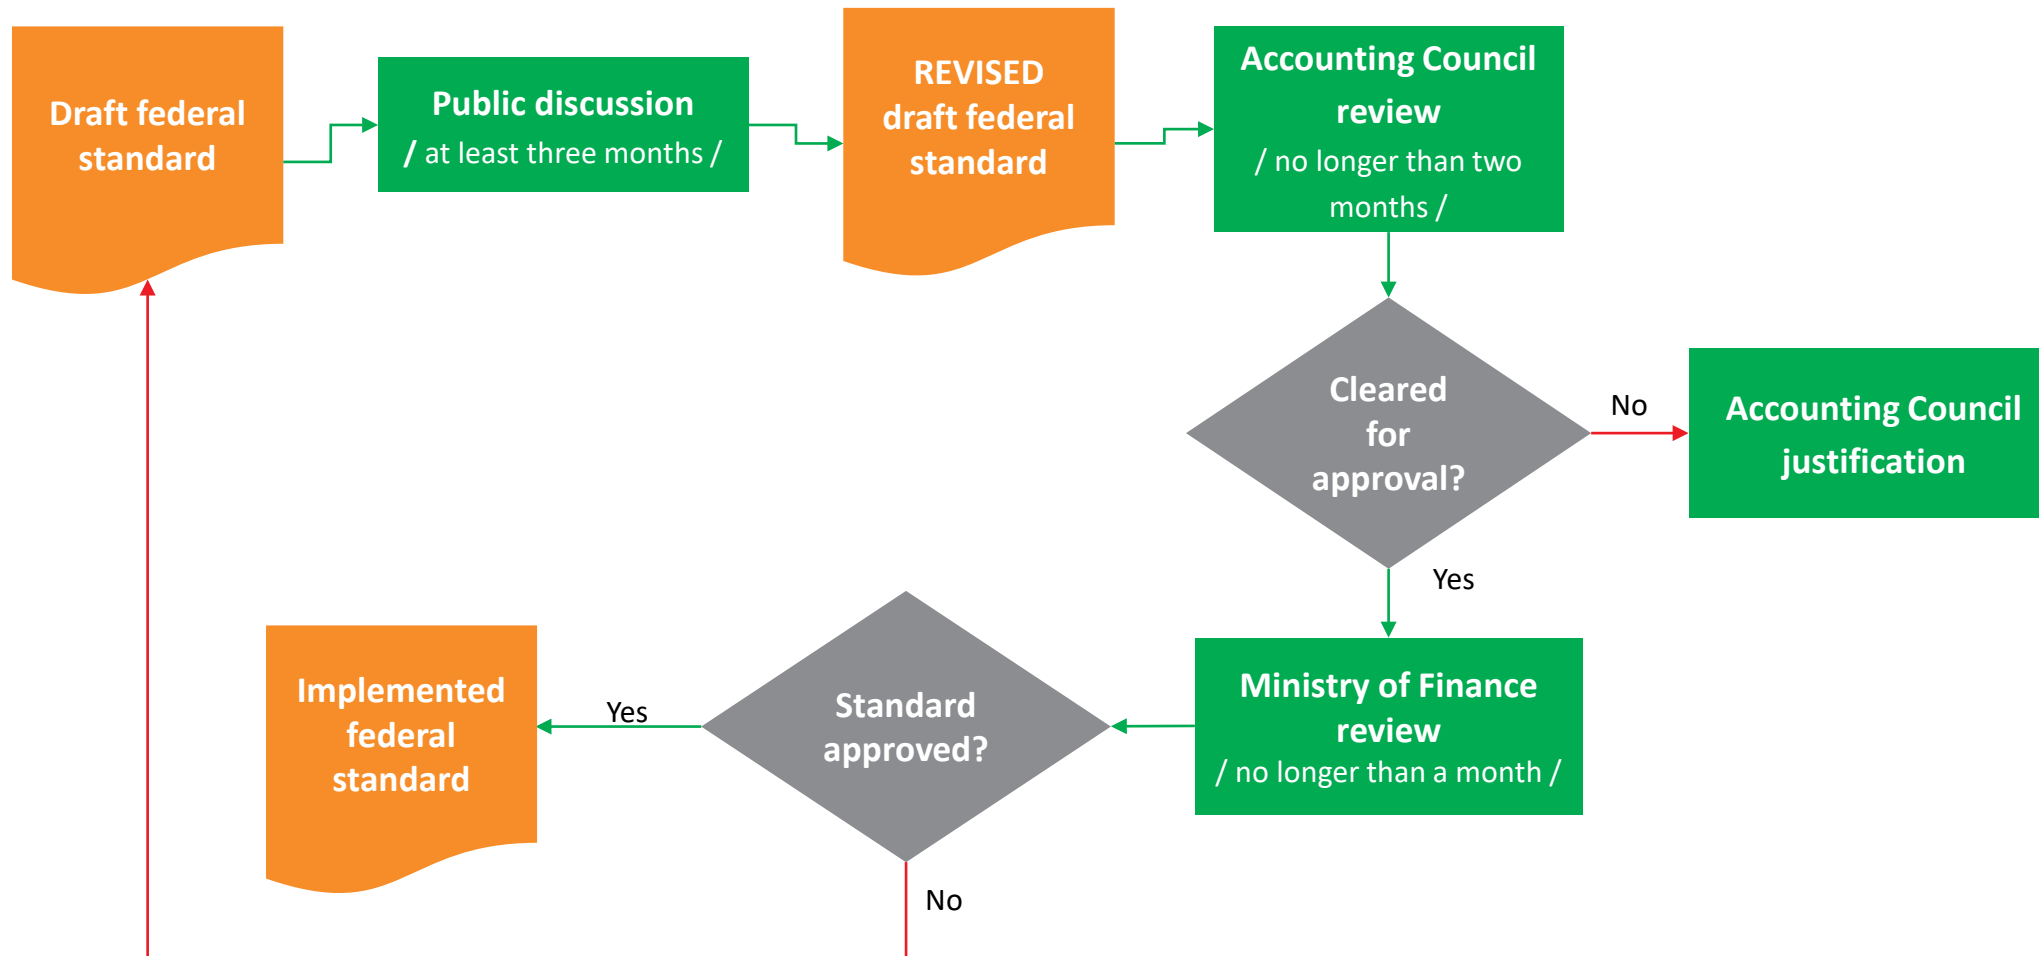 Draft federal
standard
Public discussion
/ at least three months /
REVISED
draft federal
standard
Accounting Council
review
/ no longer than two
months /
Cleared
for
approval?
No
Accounting Council
justification
Yes
Ministry of Finance
review
/ no longer than a month /
Standard
approved?
Yes
Implemented
federal
standard
No